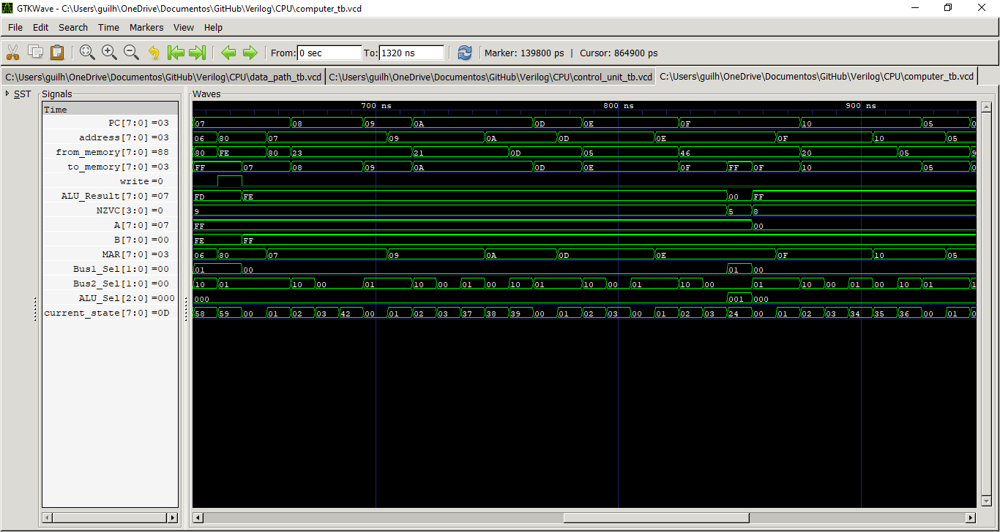 GTKWave - C:\Users\guilh\OneDrive\Documentos\GitHub\Verilog\CPU\computer_tb.vcd
File Edit Search Time Markers View Help
From: 0 sec To: 1320 ns Marker: 139800 ps | Cursor: 864900 ps
C:\Users\guilh\OneDrive\Documentos\GitHub\Verilog\CPU\data_path_tb.vcd C:\Users\guilh\OneDrive\Documentos\GitHub\Verilog\CPU\control_unit_tb.vcd C:\Users\guilh\OneDrive\Documentos\GitHub\Verilog\CPU\computer_tb.vcd
SST Signals Waves
Time 700 ns 800 ns 900 ns
PC[7:0] =03 07 08 09 0A 0D 0E 0F 10 05 0
address[7:0] =03 06 80 07 09 0A 0D 0E 0F 10 05
from_memory[7:0] =88 80 FE 80 23 21 0D 05 46 20 05 9
to_memory[7:0] =03 FF 07 08 09 0A 0D 0E 0F FF 0F 10 05 0
write =0
ALU_Result[7:0] =07 FD FE 00 FF
NZVC[3:0] =0 9 5 8
A[7:0] =07 FF 00
B[7:0] =00 FE FF
MAR[7:0] =03 06 80 07 09 0A 0D 0E 0F 10 05
Bus1_Sel[1:0] =00 01 00 01 00
Bus2_Sel[1:0] =00 10 01 10 00 01 10 00 01 00 10 01 10 00 01 10 00 01 10 00 01 00 10 01 1
ALU_Sel[2:0] =000 000 001 000
current_state[7:0] =0D 58 59 00 01 02 03 42 00 01 02 03 37 38 39 00 01 02 03 00 01 02 03 24 00 01 02 03 34 35 36 00 01 0